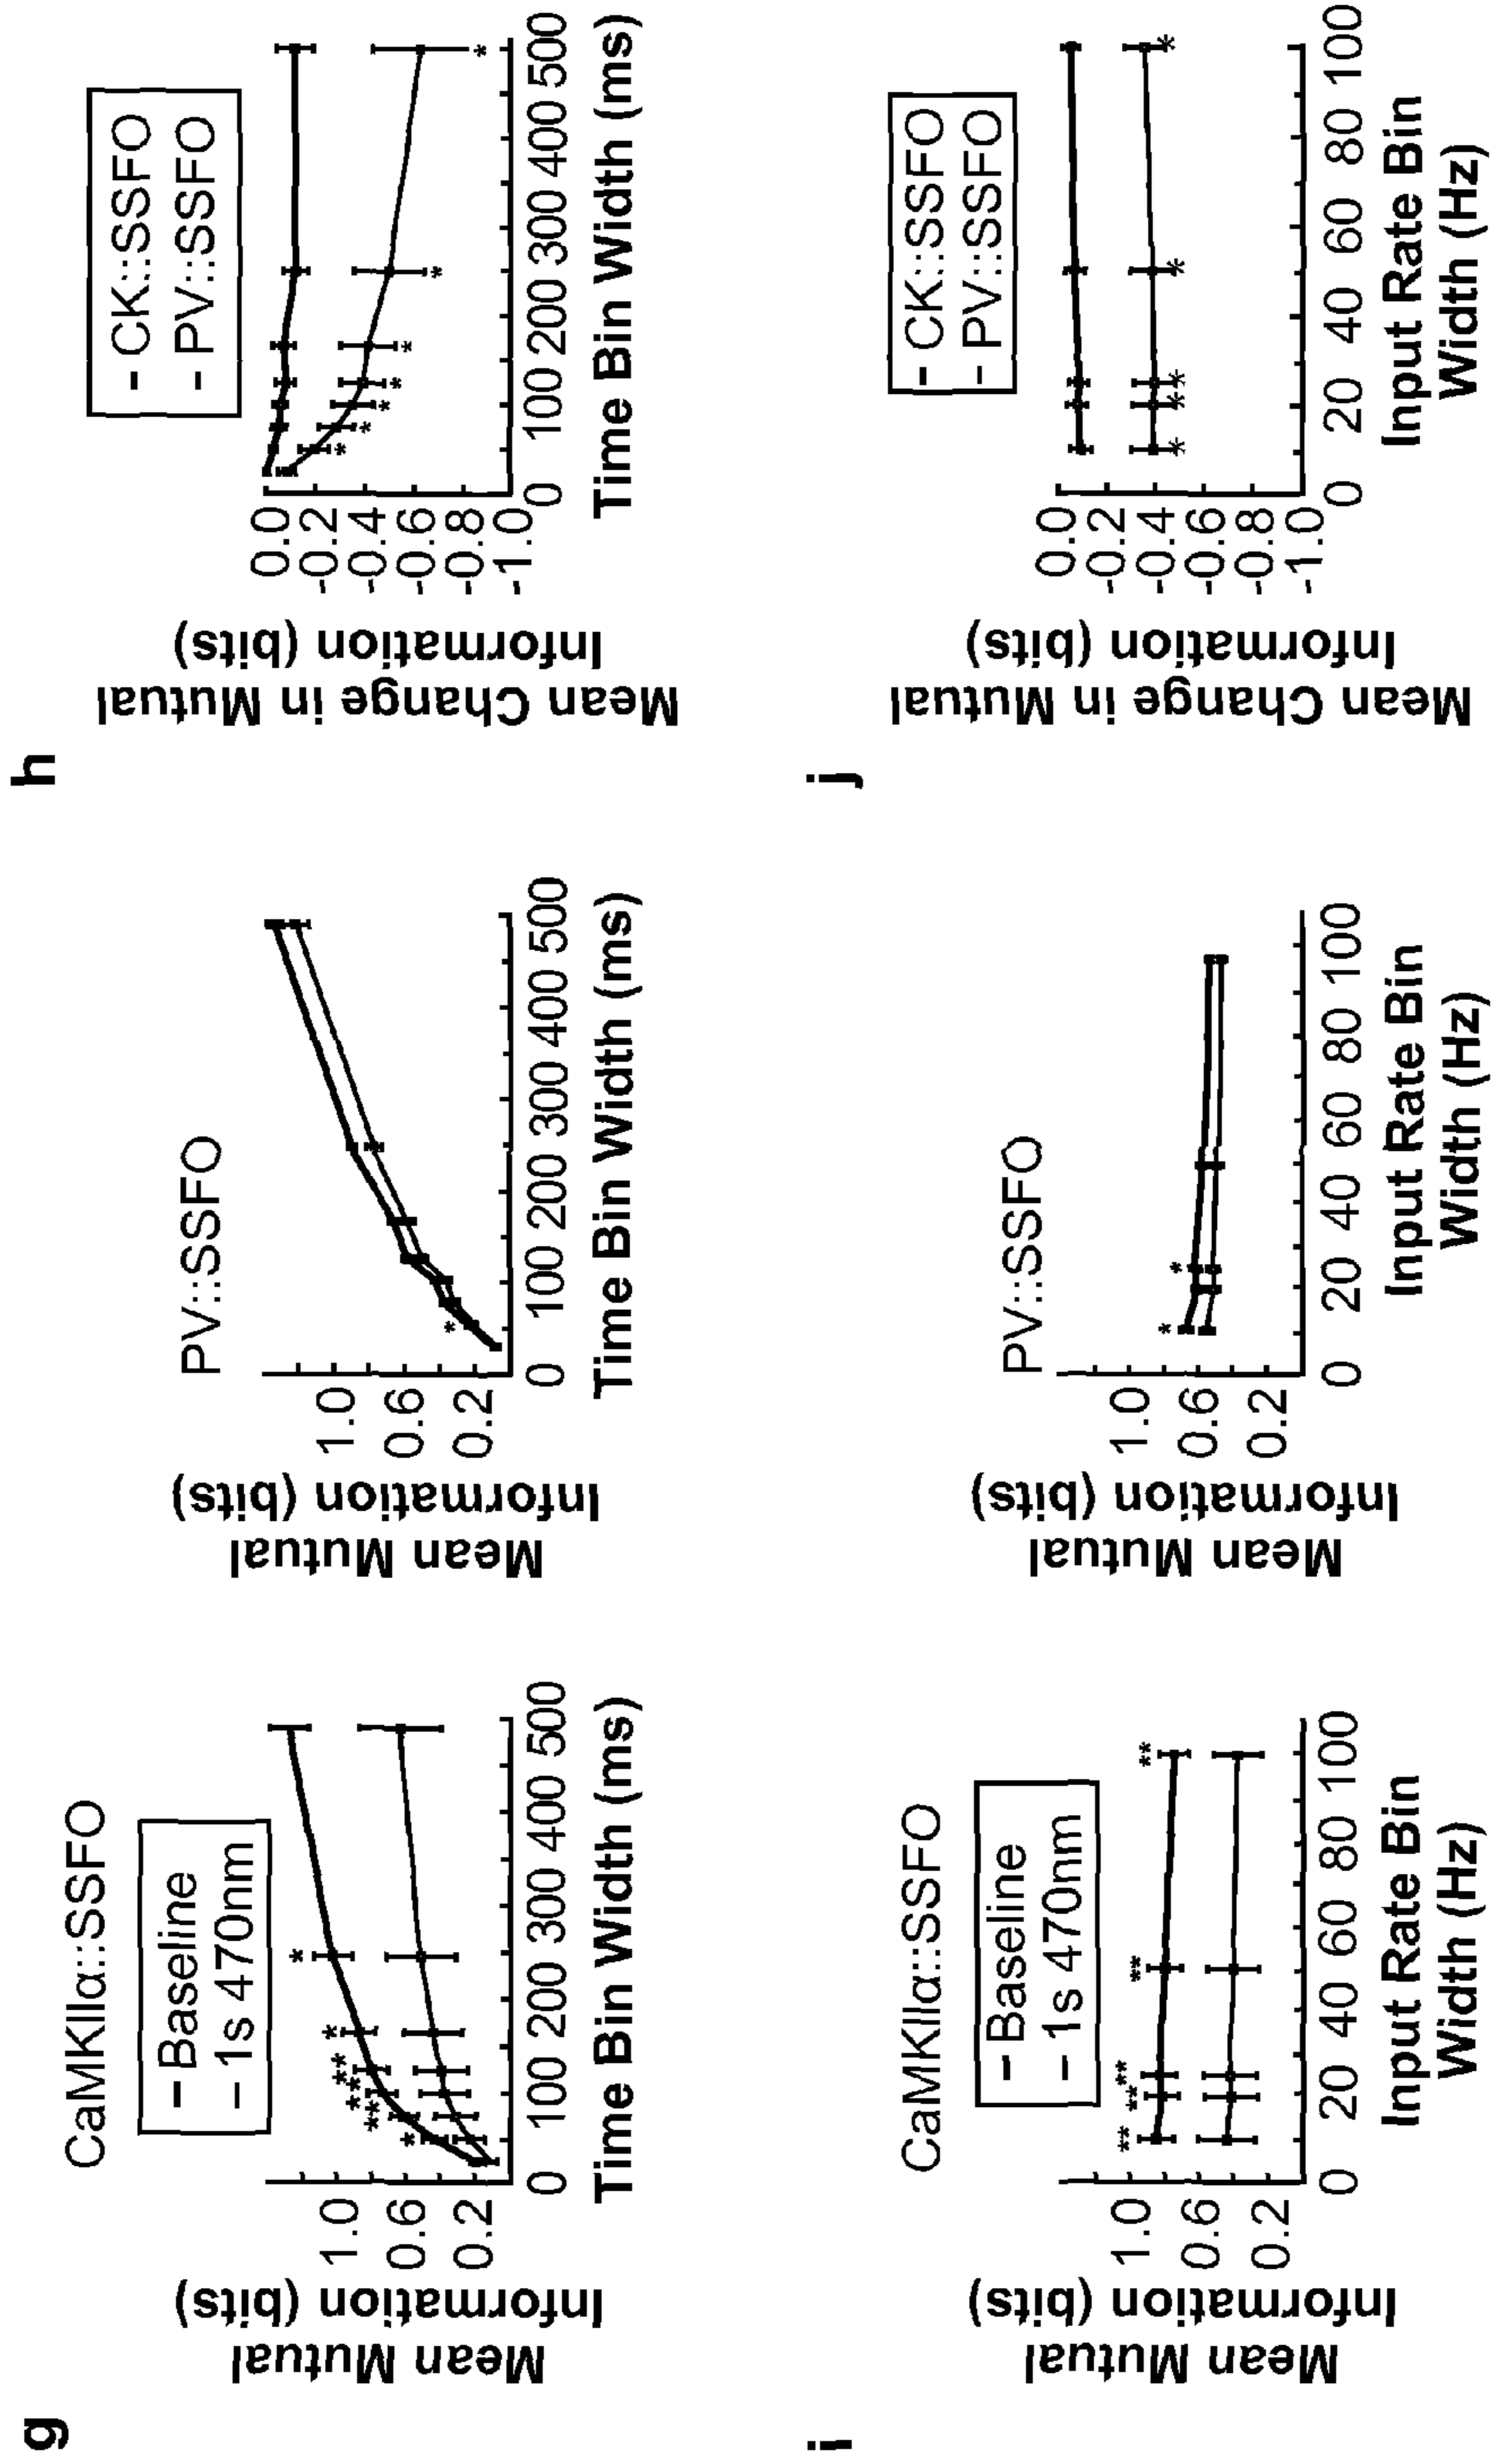 g
CaMKIIα::SSFO
Baseline
1s 470nm
** ** **
* * * *
Mean Mutual
Information (bits)
1.0
0.6
0.2
0 100 200 300 400 500
Time Bin Width (ms)
PV::SSFO
*
Mean Mutual
Information (bits)
1.0
0.6
0.2
0 100 200 300 400 500
Time Bin Width (ms)
h
CK::SSFO
PV::SSFO
Mean Change in Mutual
Information (bits)
0.0
-0.2
-0.4
-0.6
-0.8
-1.0
* * * * * * *
0 100 200 300 400 500
Time Bin Width (ms)
i
CaMKIIα::SSFO
Baseline
1s 470nm
** ** ** ** **
Mean Mutual
Information (bits)
1.0
0.6
0.2
0 20 40 60 80 100
Input Rate Bin
Width (Hz)
PV::SSFO
* *
Mean Mutual
Information (bits)
1.0
0.6
0.2
0 20 40 60 80 100
Input Rate Bin
Width (Hz)
j
CK::SSFO
PV::SSFO
Mean Change in Mutual
Information (bits)
0.0
-0.2
-0.4
-0.6
-0.8
-1.0
* * * * *
0 20 40 60 80 100
Input Rate Bin
Width (Hz)